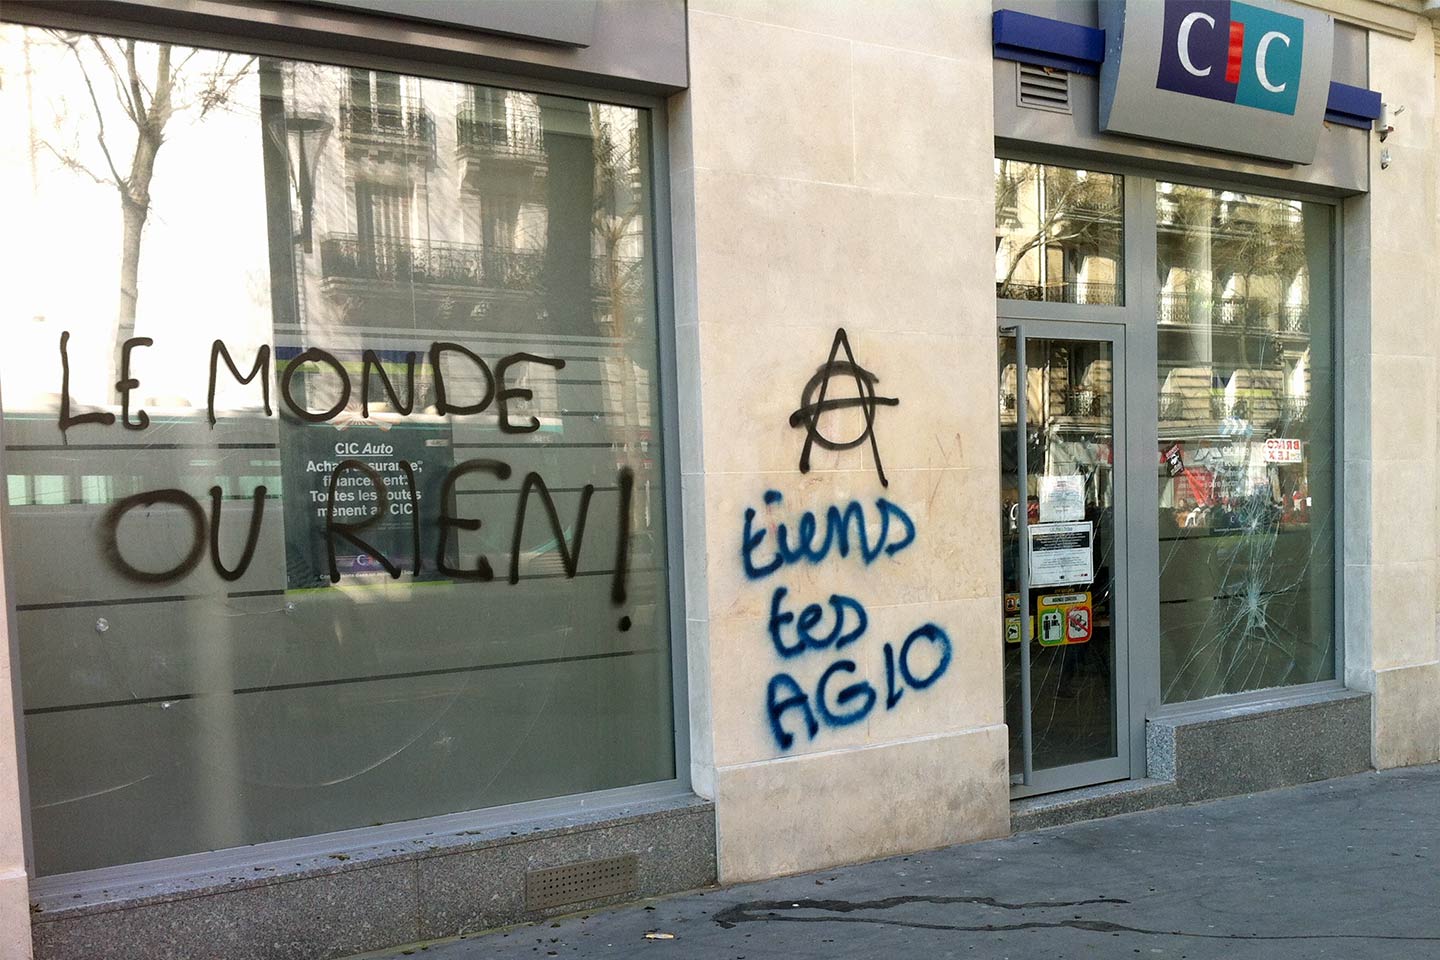 CIC
LE MONDE
OU RIEN!
A
tiens
tes
AGIO
CIC Auto
Achat, assurance,
financement:
Toutes les routes
mènent au CIC
BRICO
LEX